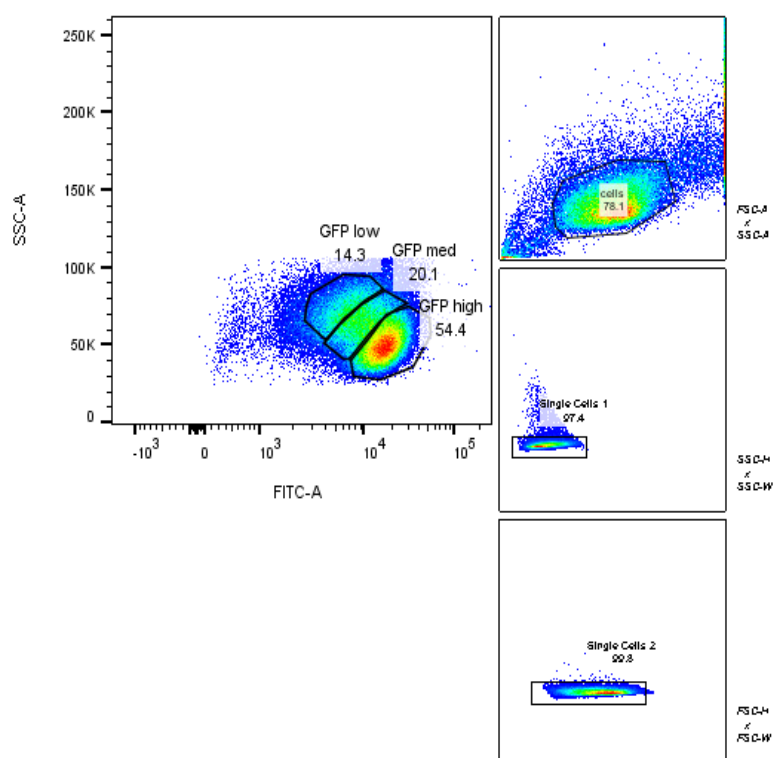 250K
200K
150K
100K
50K
0
SSC-A
-10³
0
10³
10⁴
10⁵
FITC-A
GFP low
14.3
GFP med
20.1
GFP high
54.4
cells
78.1
FSC-A
x
SSC-A
Single Cells 1
97.4
SSC-H
x
SSC-W
Single Cells 2
99.8
FSC-H
x
FSC-W